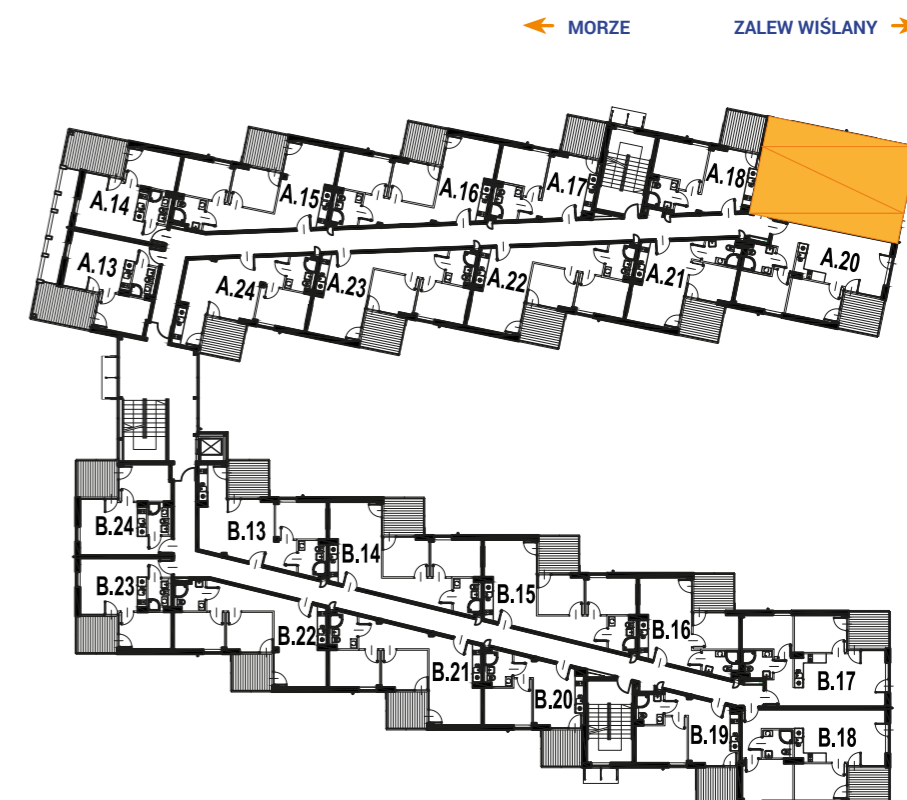 MORZE
ZALEW WIŚLANY
A.14
A.15
A.16
A.17
A.18
A.13
A.24
A.23
A.22
A.21
A.20
B.24
B.13
B.14
B.23
B.15
B.22
B.16
B.21
B.20
B.17
B.19
B.18